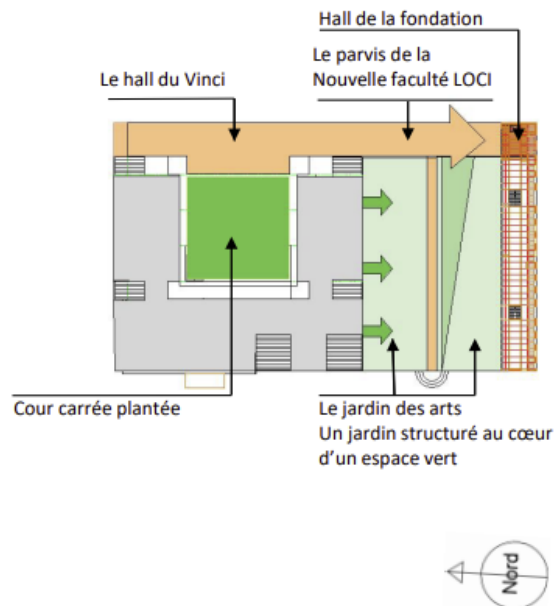 Hall de la fondation
Le hall du Vinci
Le parvis de la
Nouvelle faculté LOCI
Cour carrée plantée
Le jardin des arts
Un jardin structuré au cœur
d'un espace vert
Nord